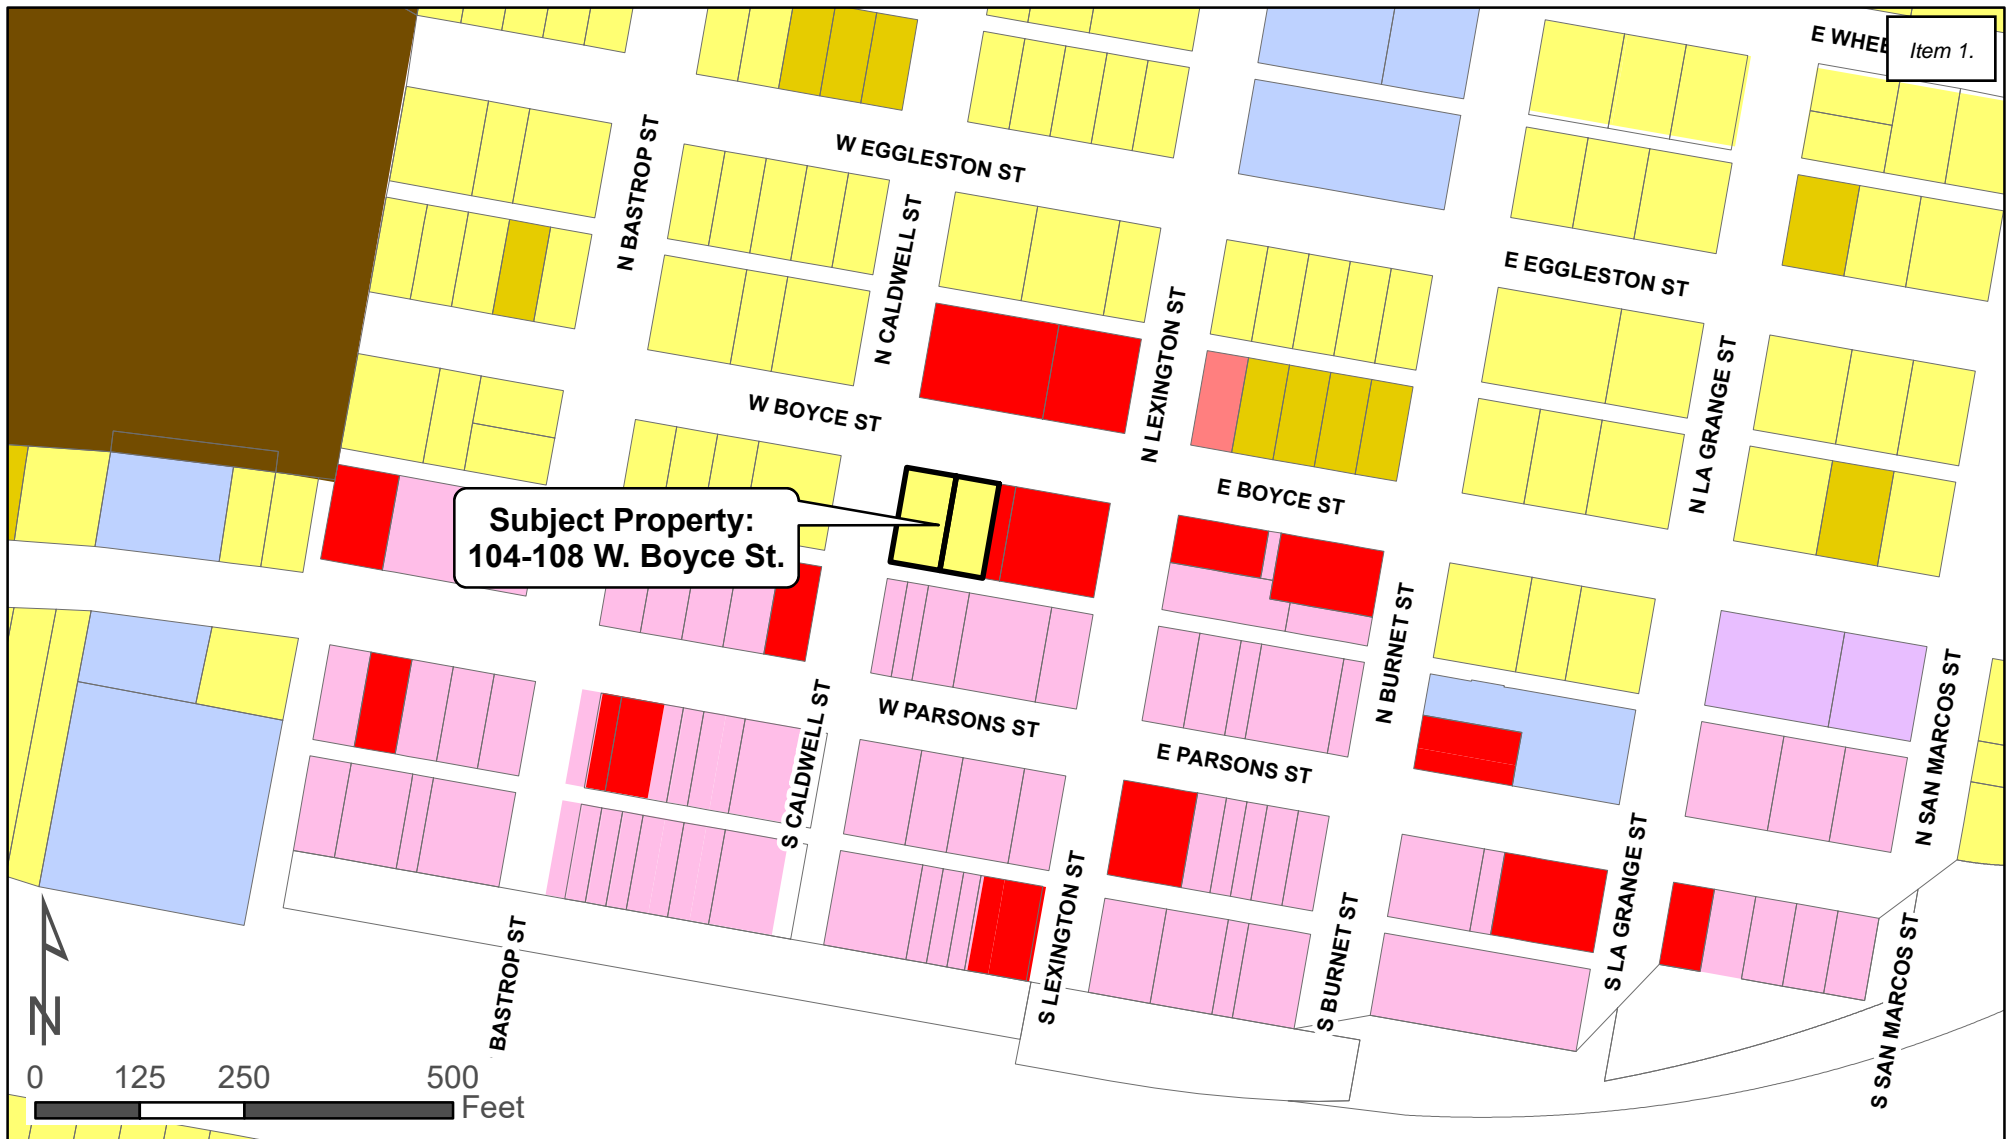 E WHEE
Item 1.
W EGGLESTON ST
N BASTROP ST
N CALDWELL ST
E EGGLESTON ST
N LEXINGTON ST
N LA GRANGE ST
W BOYCE ST
E BOYCE ST
Subject Property:
104-108 W. Boyce St.
N BURNET ST
N SAN MARCOS ST
S CALDWELL ST
W PARSONS ST
E PARSONS ST
S LA GRANGE ST
S LEXINGTON ST
S BURNET ST
BASTROP ST
S SAN MARCOS ST
N
0 125 250 500
Feet